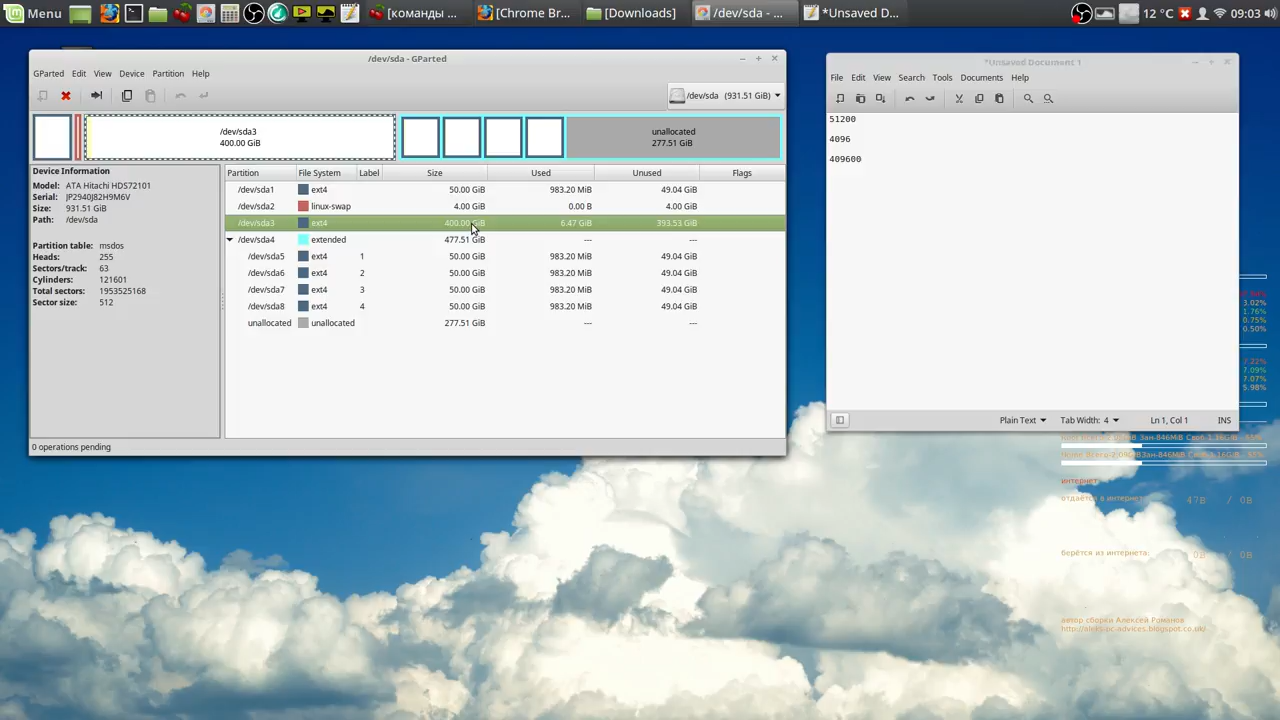 Menu
[команды ...
[Chrome Br...
[Downloads]
/dev/sda - ...
*Unsaved D...
12 °C
09:03
/dev/sda - GParted
GParted Edit View Device Partition Help
/dev/sda (931.51 GiB)
/dev/sda3
400.00 GiB
unallocated
277.51 GiB
Device Information
Model: ATA Hitachi HDS72101
Serial: JP2940J82H9M6V
Size: 931.51 GiB
Path: /dev/sda
Partition table: msdos
Heads: 255
Sectors/track: 63
Cylinders: 121601
Total sectors: 1953525168
Sector size: 512
Partition File System Label Size Used Unused Flags
/dev/sda1 ext4 50.00 GiB 983.20 MiB 49.04 GiB
/dev/sda2 linux-swap 4.00 GiB 0.00 B 4.00 GiB
/dev/sda3 ext4 400.00 GiB 6.47 GiB 393.53 GiB
/dev/sda4 extended 477.51 GiB --- ---
/dev/sda5 ext4 1 50.00 GiB 983.20 MiB 49.04 GiB
/dev/sda6 ext4 2 50.00 GiB 983.20 MiB 49.04 GiB
/dev/sda7 ext4 3 50.00 GiB 983.20 MiB 49.04 GiB
/dev/sda8 ext4 4 50.00 GiB 983.20 MiB 49.04 GiB
unallocated unallocated 277.51 GiB --- ---
0 operations pending
*Unsaved Document 1
File Edit View Search Tools Documents Help
51200
4096
409600
Plain Text Tab Width: 4 Ln 1, Col 1 INS
3.02%
1.76%
0.75%
0.50%
7.22%
7.09%
7.07%
5.98%
интернет:
отдаётся в интернет: 47B / 0B
берётся из интернета: 0B / 0B
автор сборки Алексей Романов
http://aleks-pc-advices.blogspot.co.uk/